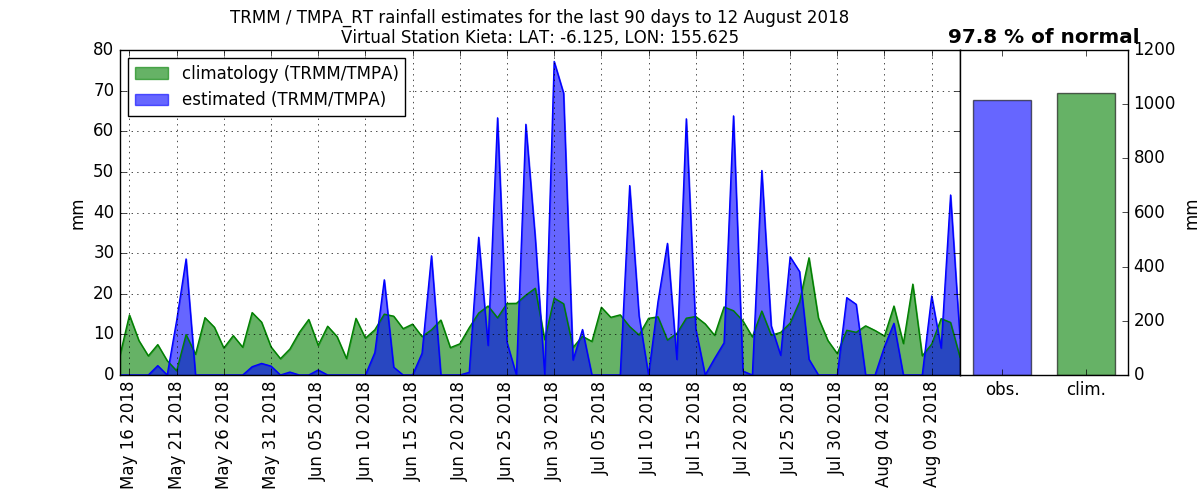 TRMM / TMPA_RT rainfall estimates for the last 90 days to 12 August 2018
Virtual Station Kieta: LAT: -6.125, LON: 155.625
97.8 % of normal
climatology (TRMM/TMPA)
estimated (TRMM/TMPA)
80
70
60
50
40
30
20
10
0
mm
May 16 2018
May 21 2018
May 26 2018
May 31 2018
Jun 05 2018
Jun 10 2018
Jun 15 2018
Jun 20 2018
Jun 25 2018
Jun 30 2018
Jul 05 2018
Jul 10 2018
Jul 15 2018
Jul 20 2018
Jul 25 2018
Jul 30 2018
Aug 04 2018
Aug 09 2018
obs.
clim.
1200
1000
800
600
400
200
0
mm